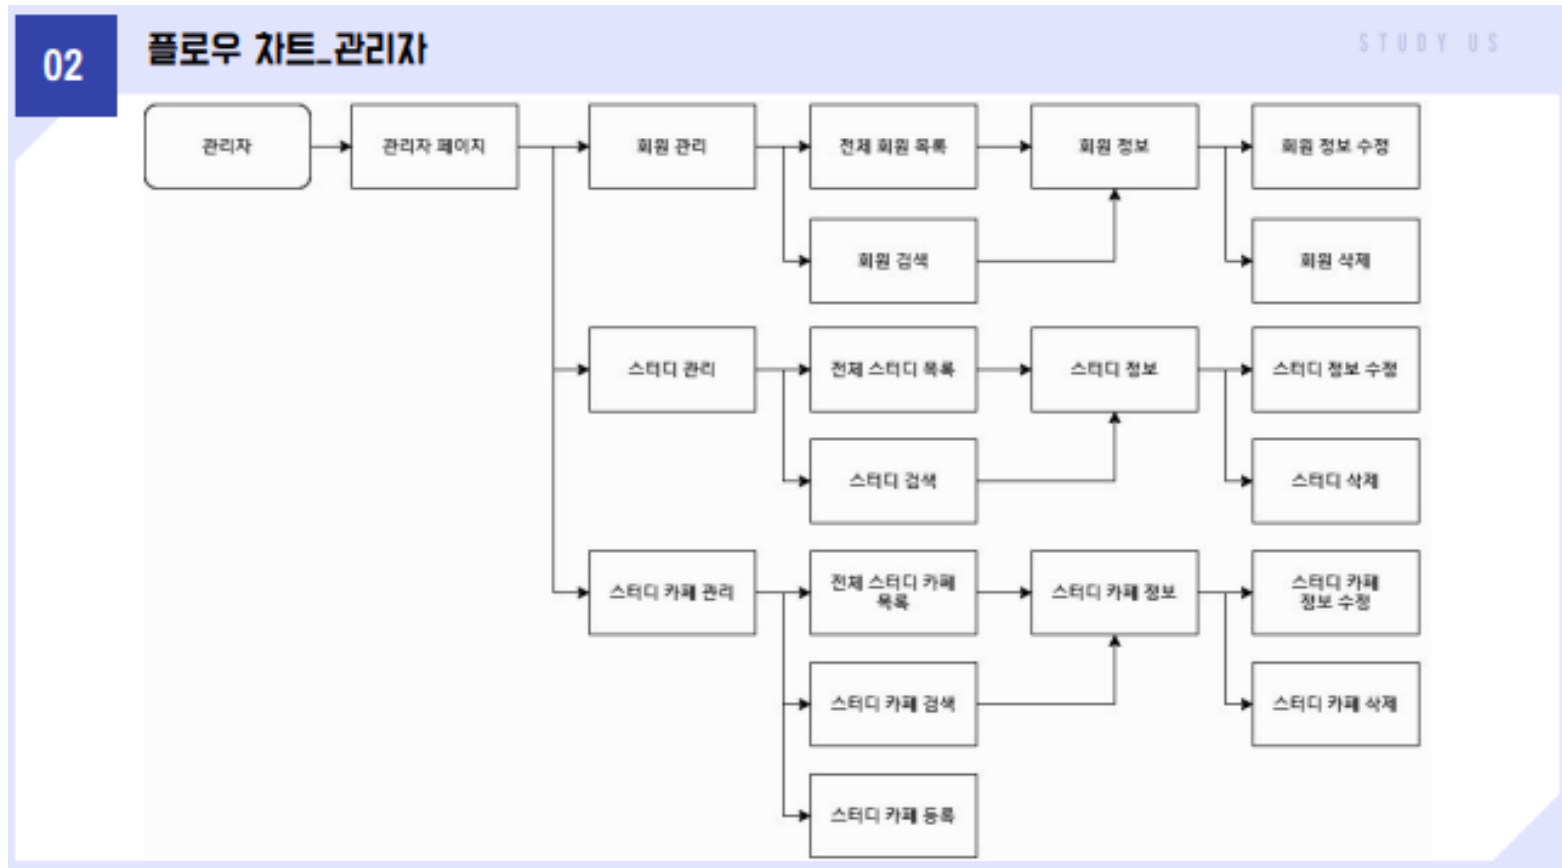 02
플로우 차트_관리자
STUDY US
관리자
관리자 페이지
회원 관리
전체 회원 목록
회원 정보
회원 정보 수정
회원 검색
회원 삭제
스터디 관리
전체 스터디 목록
스터디 정보
스터디 정보 수정
스터디 검색
스터디 삭제
스터디 카페 관리
전체 스터디 카페
목록
스터디 카페 정보
스터디 카페
정보 수정
스터디 카페 검색
스터디 카페 삭제
스터디 카페 등록